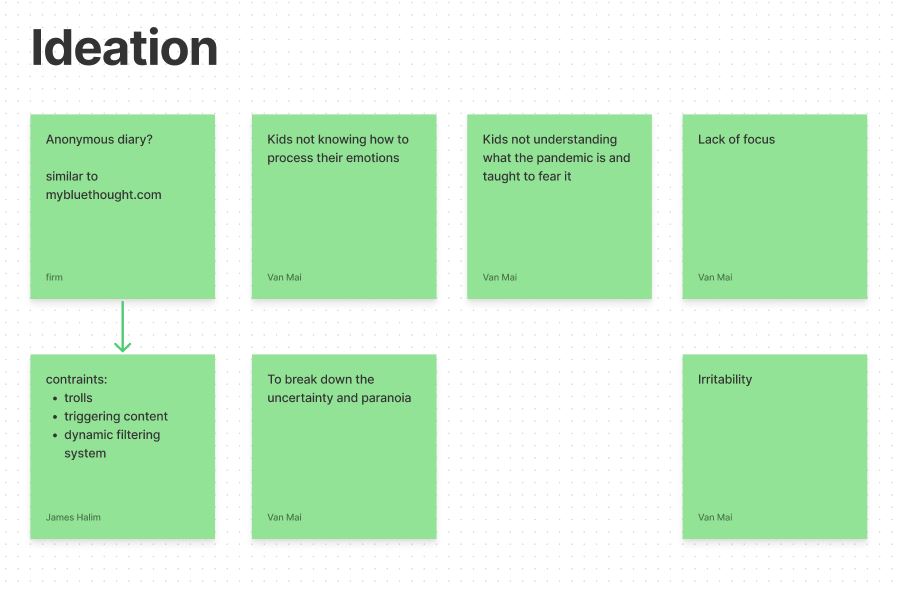 Ideation
Anonymous diary?
similar to
mybluethought.com
firm
Kids not knowing how to
process their emotions
Van Mai
Kids not understanding
what the pandemic is and
taught to fear it
Van Mai
Lack of focus
Van Mai
contraints:
• trolls
• triggering content
• dynamic filtering
system
James Halim
To break down the
uncertainty and paranoia
Van Mai
Irritability
Van Mai